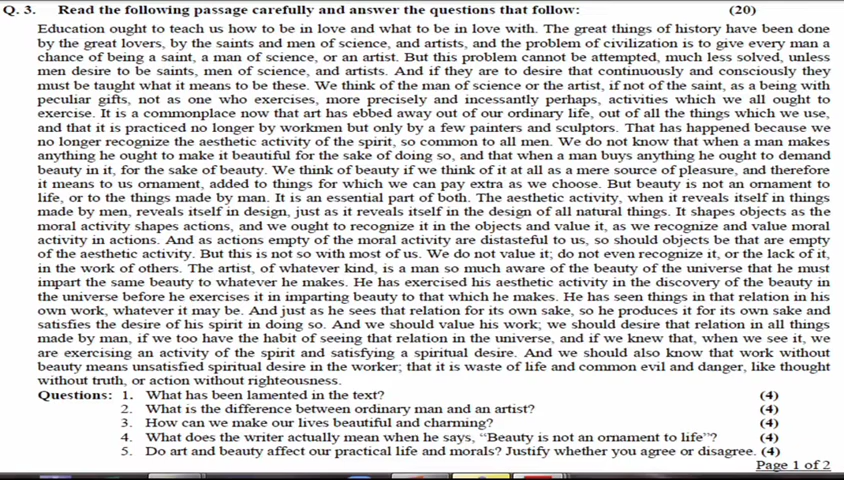 Q. 3. Read the following passage carefully and answer the questions that follow: (20)
Education ought to teach us how to be in love and what to be in love with. The great things of history have been done
by the great lovers, by the saints and men of science, and artists, and the problem of civilization is to give every man a
chance of being a saint, a man of science, or an artist. But this problem cannot be attempted, much less solved, unless
men desire to be saints, men of science, and artists. And if they are to desire that continuously and consciously they
must be taught what it means to be these. We think of the man of science or the artist, if not of the saint, as a being with
peculiar gifts, not as one who exercises, more precisely and incessantly perhaps, activities which we all ought to
exercise. It is a commonplace now that art has ebbed away out of our ordinary life, out of all the things which we use,
and that it is practiced no longer by workmen but only by a few painters and sculptors. That has happened because we
no longer recognize the aesthetic activity of the spirit, so common to all men. We do not know that when a man makes
anything he ought to make it beautiful for the sake of doing so, and that when a man buys anything he ought to demand
beauty in it, for the sake of beauty. We think of beauty if we think of it at all as a mere source of pleasure, and therefore
it means to us ornament, added to things for which we can pay extra as we choose. But beauty is not an ornament to
life, or to the things made by man. It is an essential part of both. The aesthetic activity, when it reveals itself in things
made by men, reveals itself in design, just as it reveals itself in the design of all natural things. It shapes objects as the
moral activity shapes actions, and we ought to recognize it in the objects and value it, as we recognize and value moral
activity in actions. And as actions empty of the moral activity are distasteful to us, so should objects be that are empty
of the aesthetic activity. But this is not so with most of us. We do not value it; do not even recognize it, or the lack of it,
in the work of others. The artist, of whatever kind, is a man so much aware of the beauty of the universe that he must
impart the same beauty to whatever he makes. He has exercised his aesthetic activity in the discovery of the beauty in
the universe before he exercises it in imparting beauty to that which he makes. He has seen things in that relation in his
own work, whatever it may be. And just as he sees that relation for its own sake, so he produces it for its own sake and
satisfies the desire of his spirit in doing so. And we should value his work; we should desire that relation in all things
made by man, if we too have the habit of seeing that relation in the universe, and if we knew that, when we see it, we
are exercising an activity of the spirit and satisfying a spiritual desire. And we should also know that work without
beauty means unsatisfied spiritual desire in the worker; that it is waste of life and common evil and danger, like thought
without truth, or action without righteousness.
Questions: 1. What has been lamented in the text? (4)
2. What is the difference between ordinary man and an artist? (4)
3. How can we make our lives beautiful and charming? (4)
4. What does the writer actually mean when he says, "Beauty is not an ornament to life"? (4)
5. Do art and beauty affect our practical life and morals? Justify whether you agree or disagree. (4)
Page 1 of 2